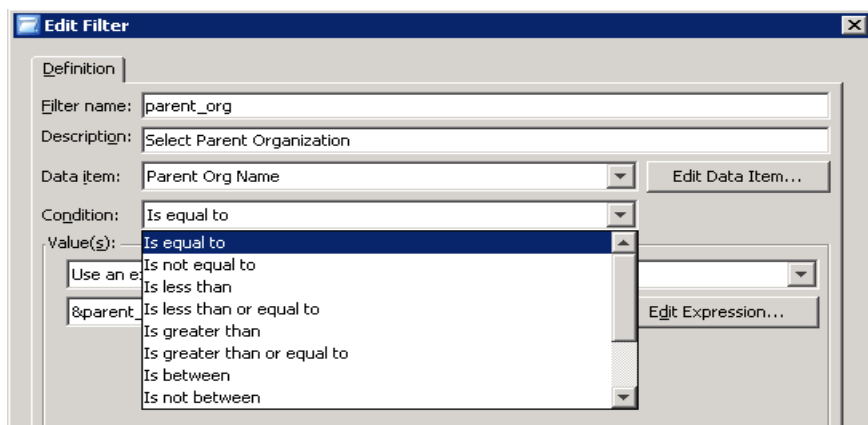 Edit Filter
Definition
Filter name: parent_org
Description: Select Parent Organization
Data item: Parent Org Name Edit Data Item...
Condition: Is equal to
Value(s): Is equal to
Is not equal to
Use an
Is less than
&parent_ Is less than or equal to Edit Expression...
Is greater than
Is greater than or equal to
Is between
Is not between